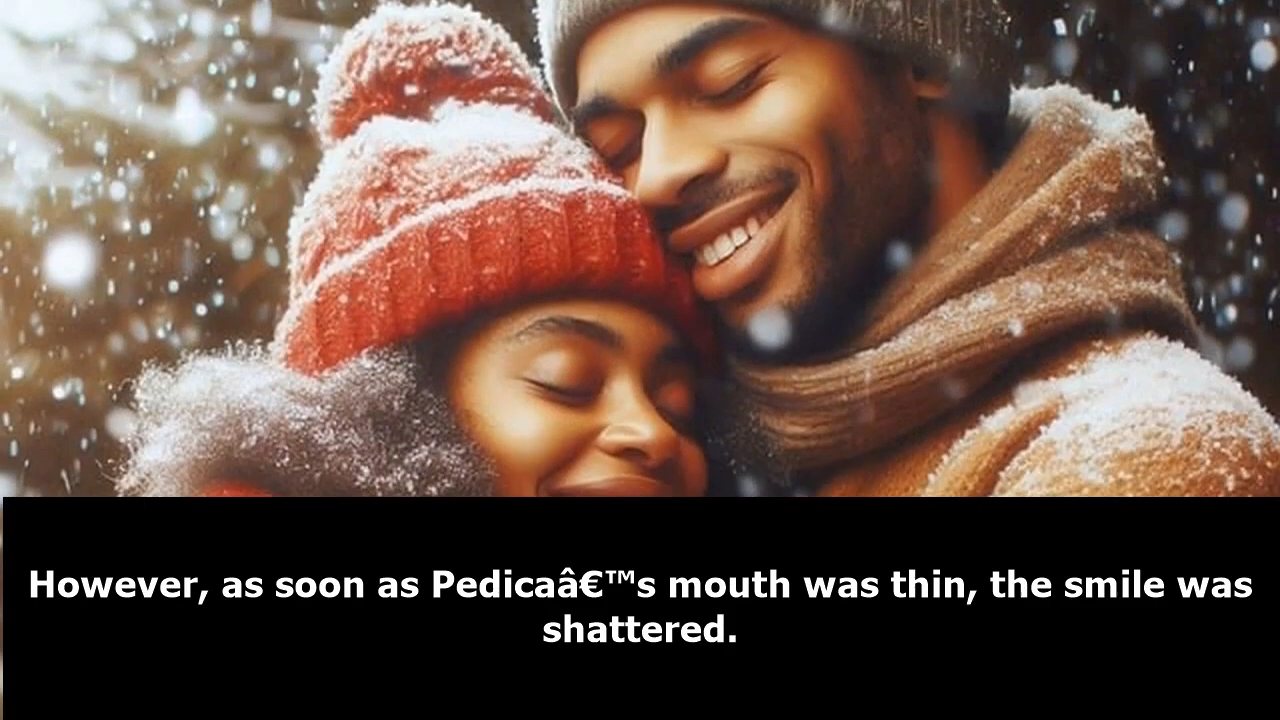 However, as soon as Pedicaâ€™s mouth was thin, the smile was
shattered.